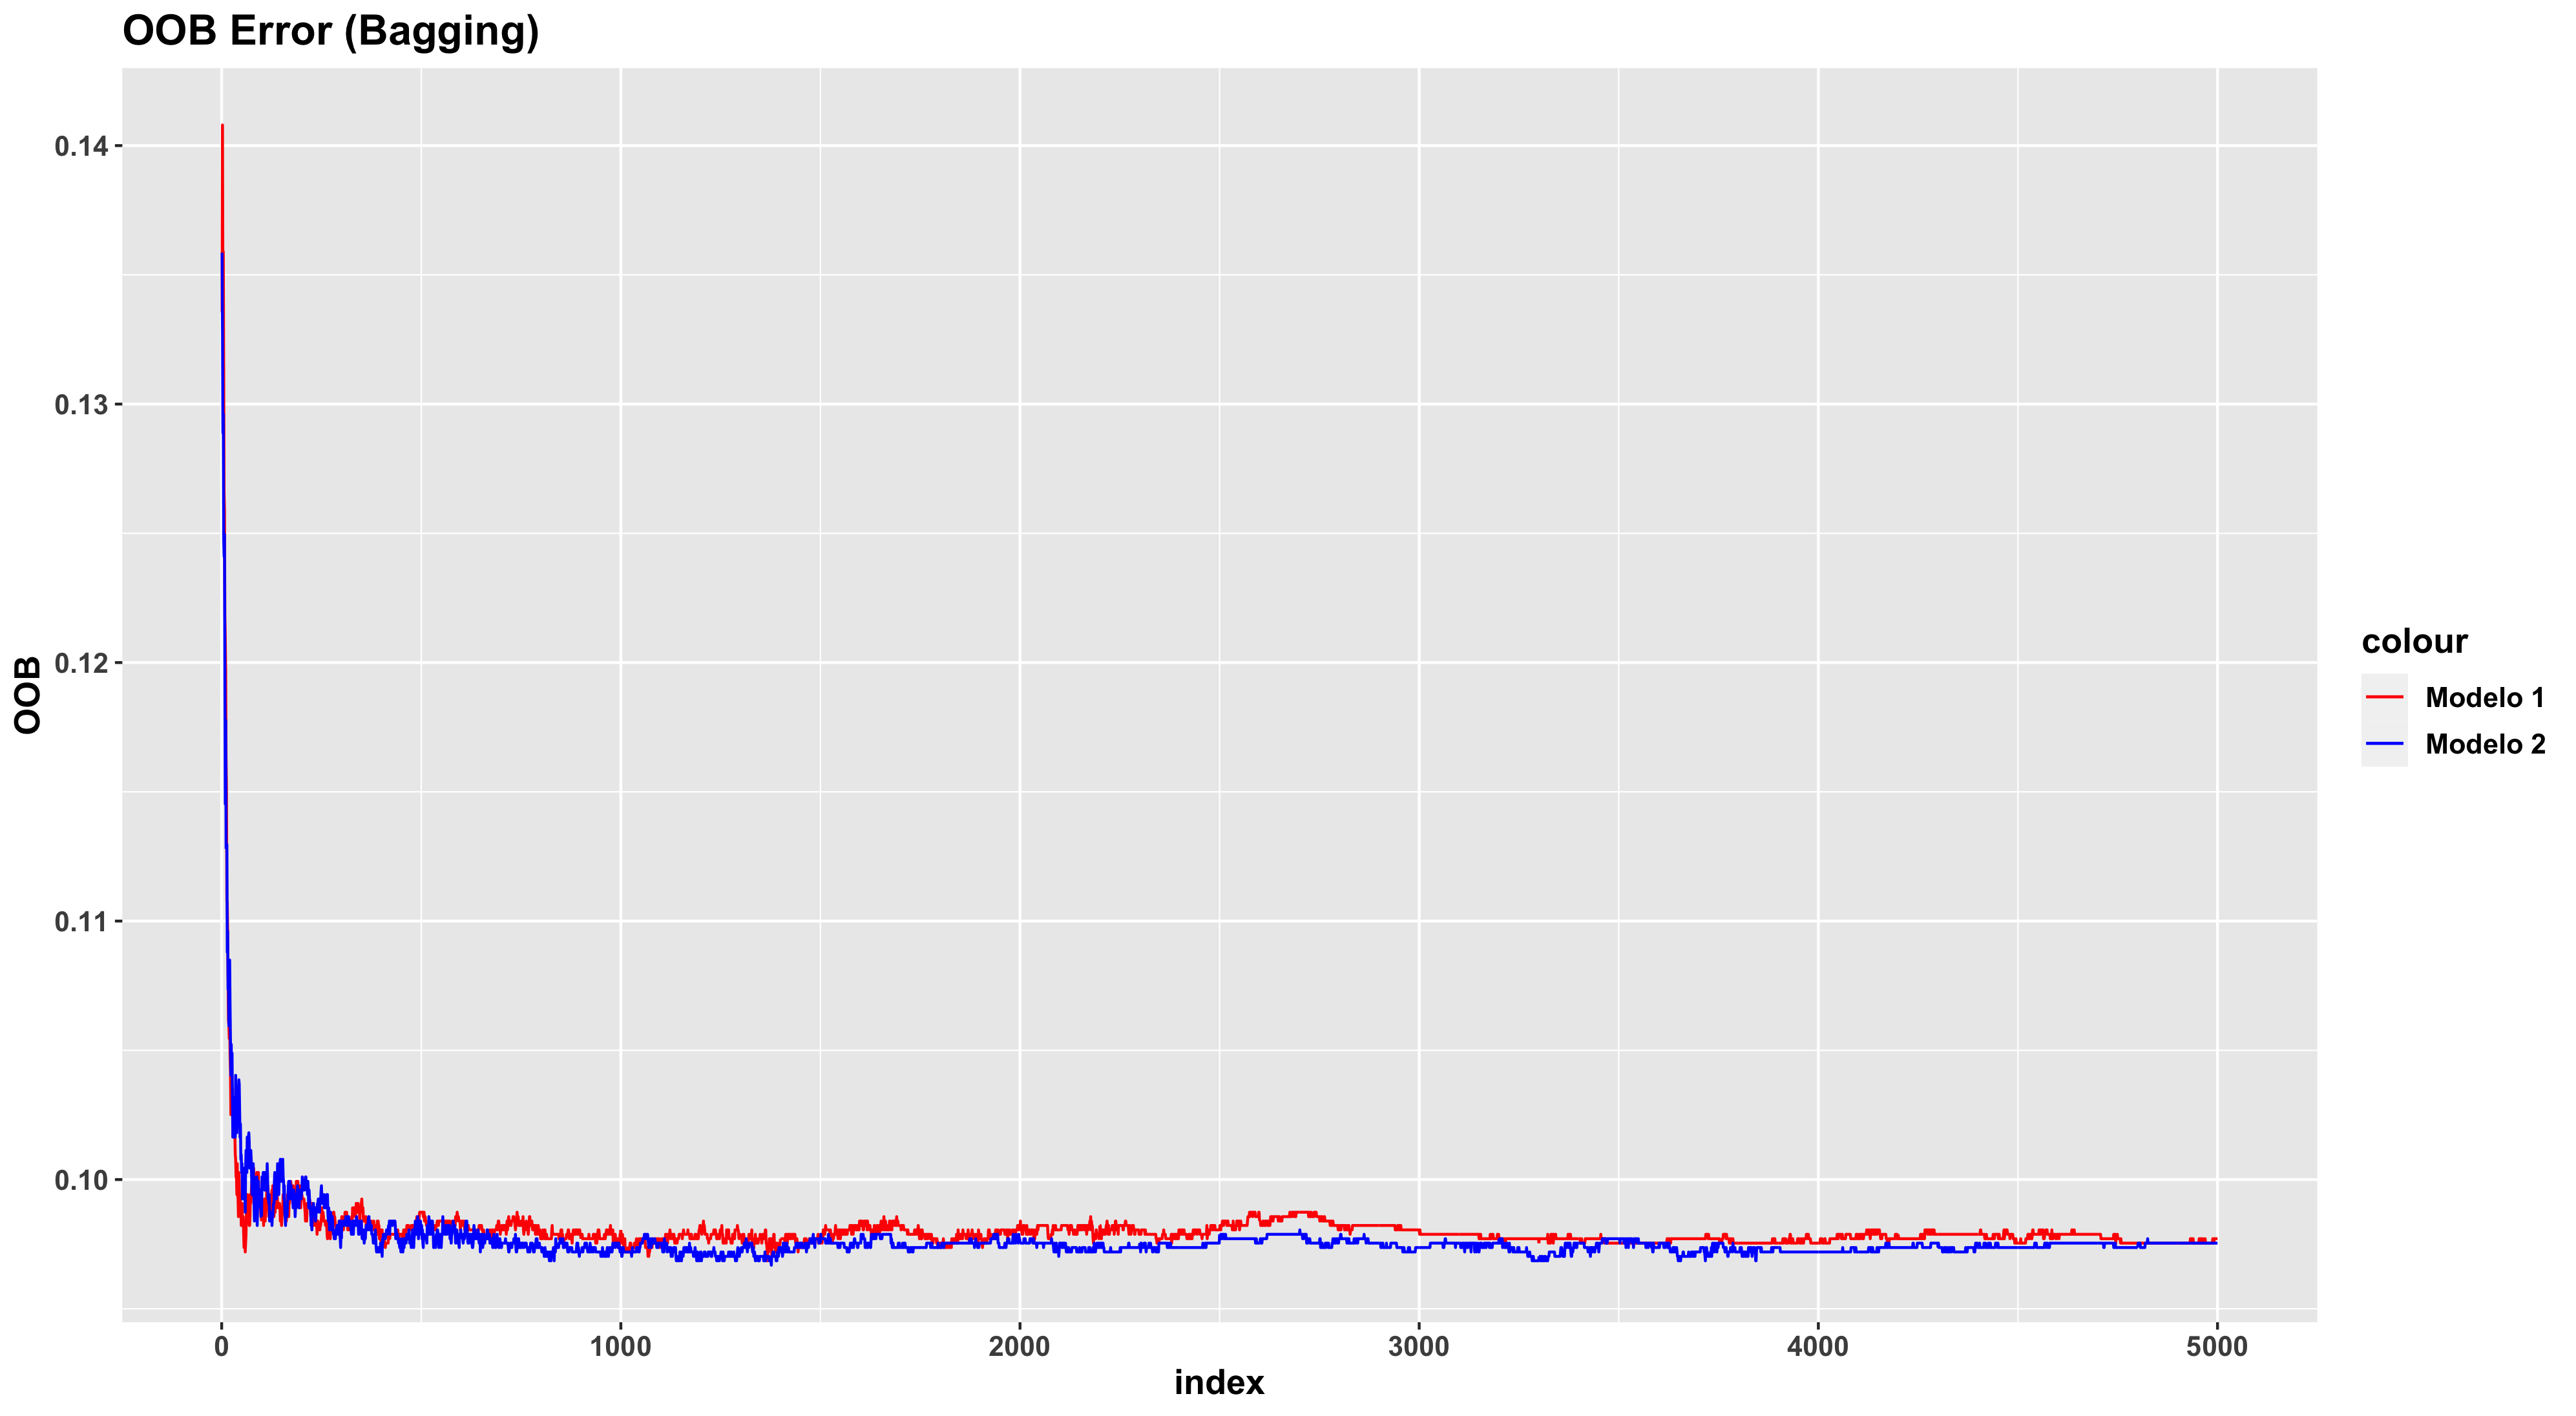 OOB Error (Bagging)
0.14
0.13
0.12
0.11
0.10
OOB
0
1000
2000
3000
4000
5000
index
colour
Modelo 1
Modelo 2